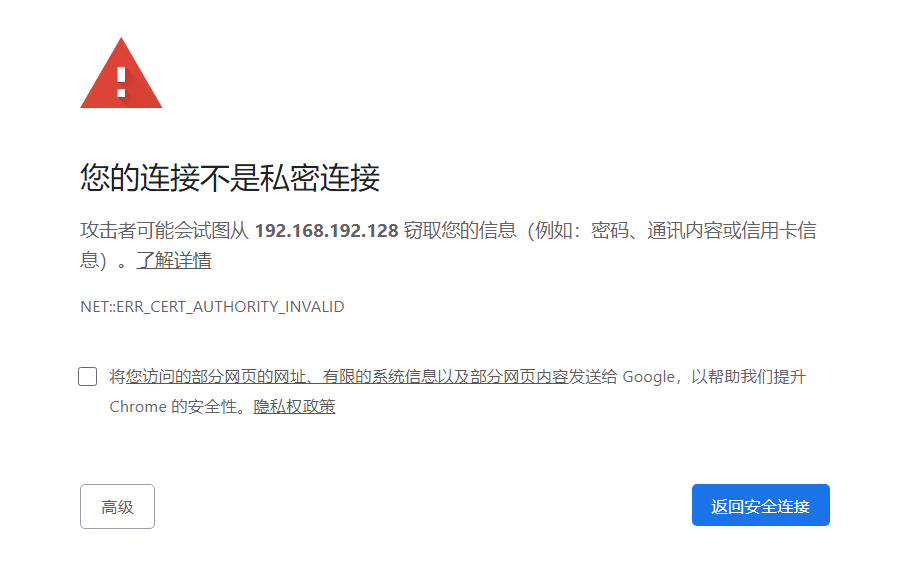 您的连接不是私密连接
攻击者可能会试图从 192.168.192.128 窃取您的信息（例如：密码、通讯内容或信用卡信
息）。了解详情
NET::ERR_CERT_AUTHORITY_INVALID
将您访问的部分网页的网址、有限的系统信息以及部分网页内容发送给 Google，以帮助我们提升
Chrome 的安全性。隐私权政策
高级
返回安全连接